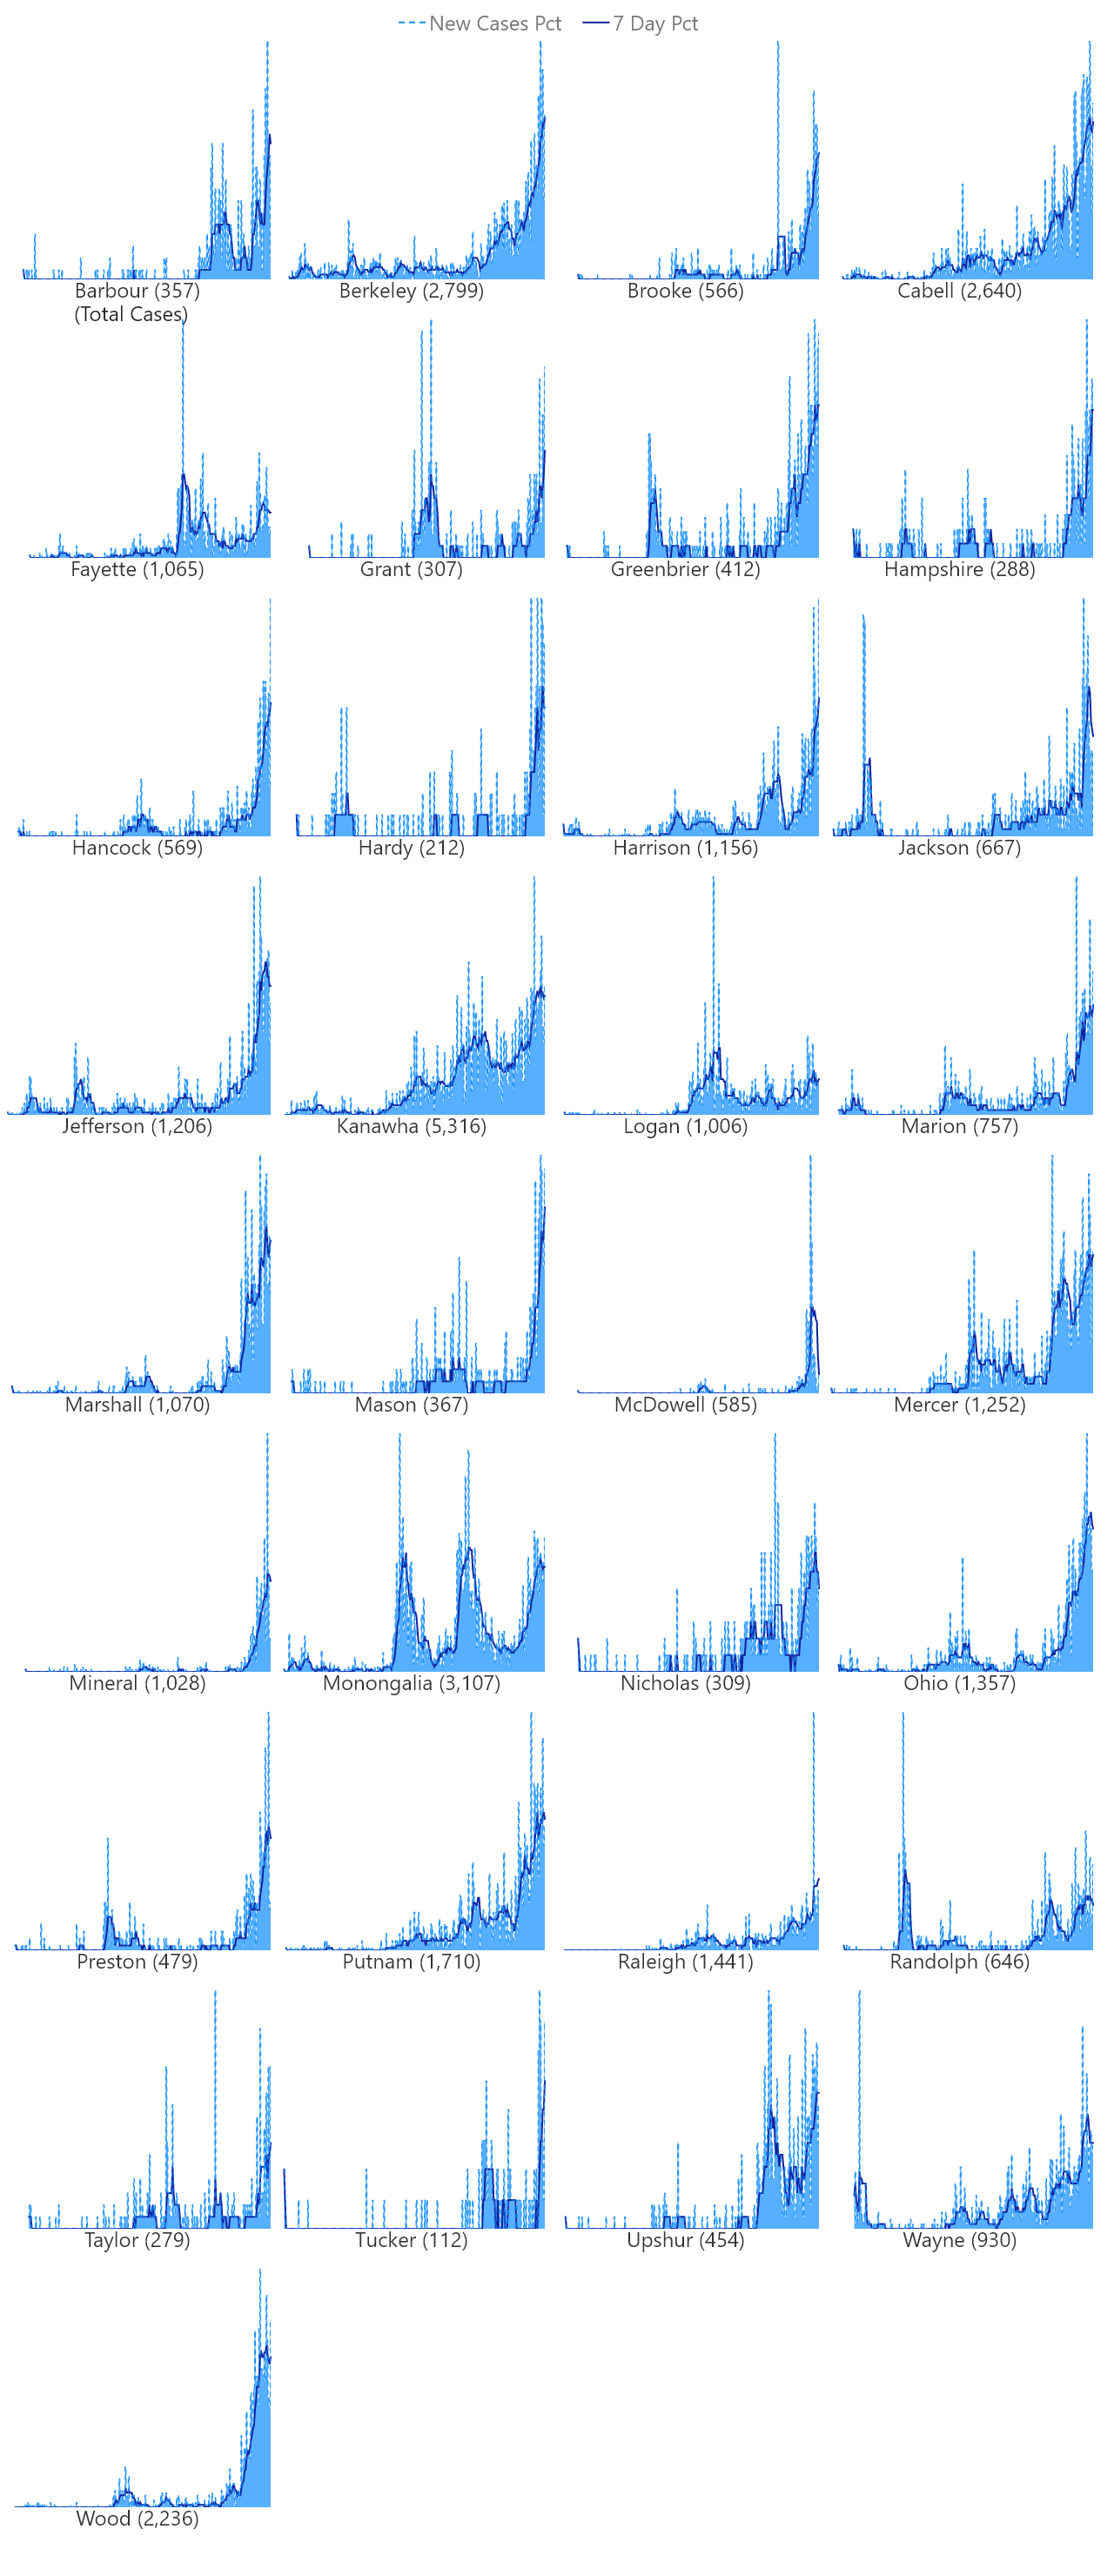 New Cases Pct 7 Day Pct
Barbour (357) Berkeley (2,799) Brooke (566) Cabell (2,640)
(Total Cases)
Fayette (1,065) Grant (307) Greenbrier (412) Hampshire (288)
Hancock (569) Hardy (212) Harrison (1,156) Jackson (667)
Jefferson (1,206) Kanawha (5,316) Logan (1,006) Marion (757)
Marshall (1,070) Mason (367) McDowell (585) Mercer (1,252)
Mineral (1,028) Monongalia (3,107) Nicholas (309) Ohio (1,357)
Preston (479) Putnam (1,710) Raleigh (1,441) Randolph (646)
Taylor (279) Tucker (112) Upshur (454) Wayne (930)
Wood (2,236)